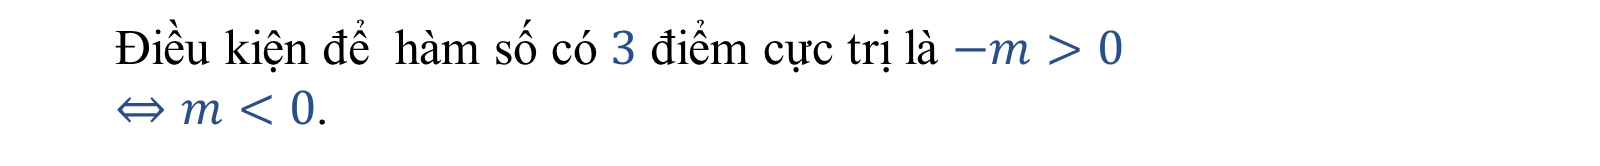 Điều kiện để hàm số có 3 điểm cực trị là −m > 0
⇔ m < 0.